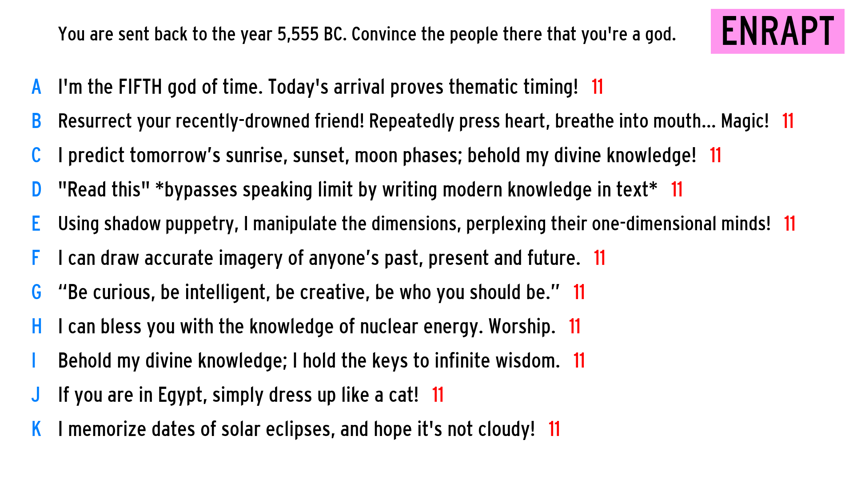 You are sent back to the year 5,555 BC. Convince the people there that you're a god.
ENRAPT
A I'm the FIFTH god of time. Today's arrival proves thematic timing! 11
B Resurrect your recently-drowned friend! Repeatedly press heart, breathe into mouth... Magic! 11
C I predict tomorrow’s sunrise, sunset, moon phases; behold my divine knowledge! 11
D "Read this" *bypasses speaking limit by writing modern knowledge in text* 11
E Using shadow puppetry, I manipulate the dimensions, perplexing their one-dimensional minds! 11
F I can draw accurate imagery of anyone’s past, present and future. 11
G “Be curious, be intelligent, be creative, be who you should be.” 11
H I can bless you with the knowledge of nuclear energy. Worship. 11
I Behold my divine knowledge; I hold the keys to infinite wisdom. 11
J If you are in Egypt, simply dress up like a cat! 11
K I memorize dates of solar eclipses, and hope it's not cloudy! 11